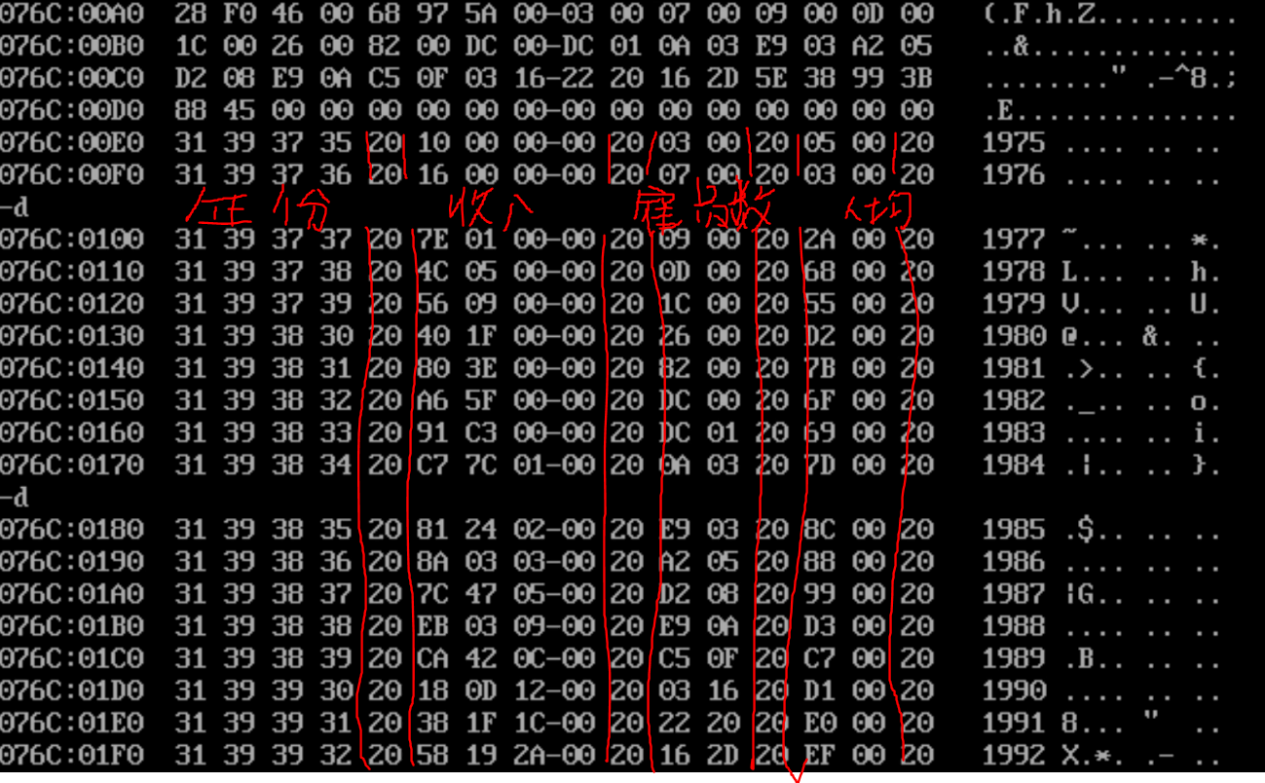 076C:00A0 28 F0 46 00 68 97 5A 00-03 00 07 00 09 00 0D 00 (.F.h.Z.........
076C:00B0 1C 00 26 00 82 00 DC 00-DC 01 0A 03 E9 03 A2 05 ..&.............
076C:00C0 D2 08 E9 0A C5 0F 03 16-22 20 16 2D 5E 38 99 3B ........" .-^8.;
076C:00D0 88 45 00 00 00 00 00 00-00 00 00 00 00 00 00 00 .E..............
076C:00E0 31 39 37 35 20 10 00 00-00 20 03 00 20 05 00 20 1975 .... .. ..
076C:00F0 31 39 37 36 20 16 00 00-00 20 07 00 20 03 00 20 1976 .... .. ..
-d 年份 收入 雇员数 人均
076C:0100 31 39 37 37 20 7E 01 00-00 20 09 00 20 2A 00 20 1977 ~... .. *.
076C:0110 31 39 37 38 20 4C 05 00-00 20 0D 00 20 68 00 20 1978 L... .. h.
076C:0120 31 39 37 39 20 56 09 00-00 20 1C 00 20 55 00 20 1979 V... .. U.
076C:0130 31 39 38 30 20 40 1F 00-00 20 26 00 20 D2 00 20 1980 @... &. ..
076C:0140 31 39 38 31 20 80 3E 00-00 20 82 00 20 7B 00 20 1981 .>.. .. {.
076C:0150 31 39 38 32 20 A6 5F 00-00 20 DC 00 20 6F 00 20 1982 ._.. .. o.
076C:0160 31 39 38 33 20 91 C3 00-00 20 DC 01 20 69 00 20 1983 .... .. i.
076C:0170 31 39 38 34 20 C7 7C 01-00 20 0A 03 20 7D 00 20 1984 .|.. .. }.
-d
076C:0180 31 39 38 35 20 81 24 02-00 20 E9 03 20 8C 00 20 1985 .$.. .. ..
076C:0190 31 39 38 36 20 8A 03 03-00 20 A2 05 20 88 00 20 1986 .... .. ..
076C:01A0 31 39 38 37 20 7C 47 05-00 20 D2 08 20 99 00 20 1987 |G.. .. ..
076C:01B0 31 39 38 38 20 EB 03 09-00 20 E9 0A 20 D3 00 20 1988 .... .. ..
076C:01C0 31 39 38 39 20 CA 42 0C-00 20 C5 0F 20 C7 00 20 1989 .B.. .. ..
076C:01D0 31 39 39 30 20 18 0D 12-00 20 03 16 20 D1 00 20 1990 .... .. ..
076C:01E0 31 39 39 31 20 38 1F 1C-00 20 22 20 20 E0 00 20 1991 8... "  ..
076C:01F0 31 39 39 32 20 58 19 2A-00 20 16 2D 20 EF 00 20 1992 X.*. .- ..